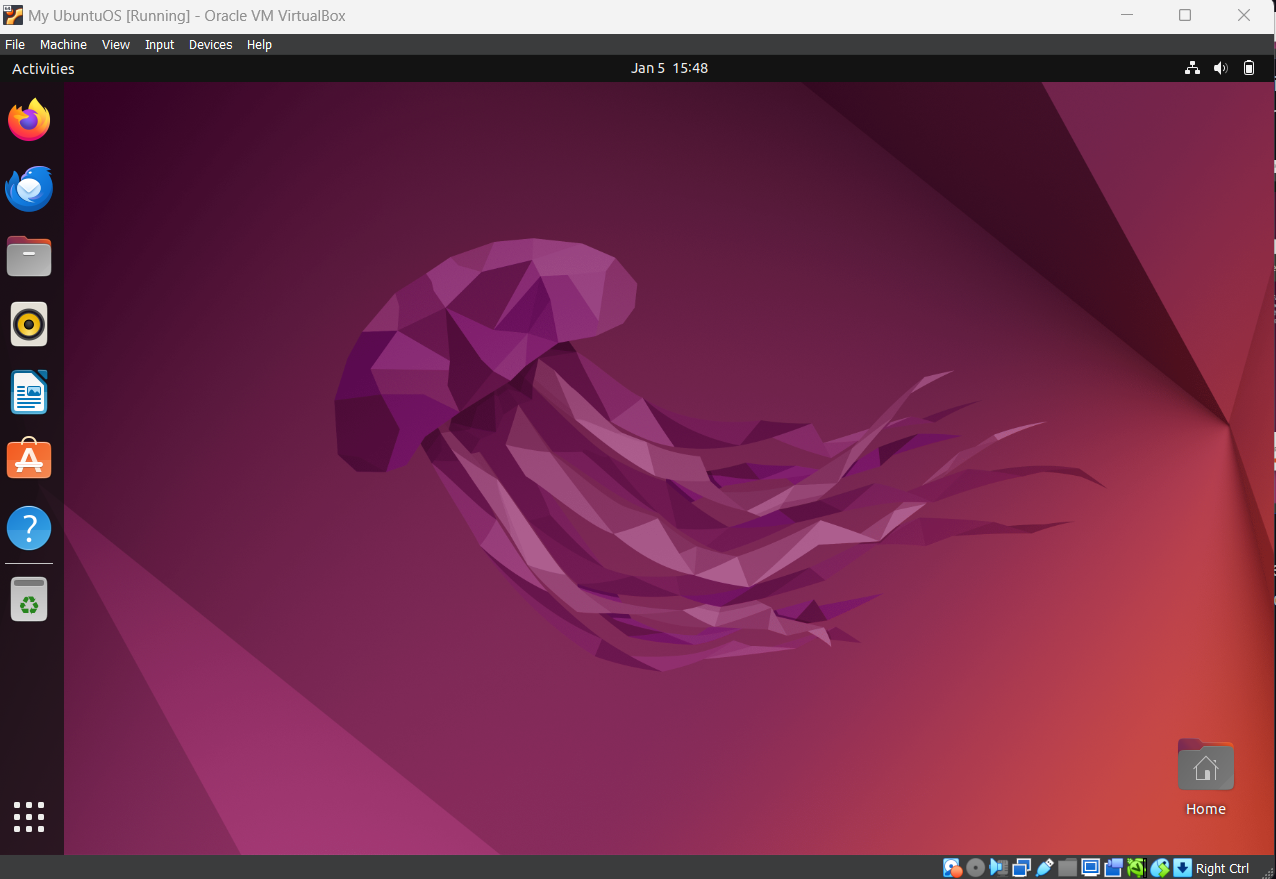 My UbuntuOS [Running] - Oracle VM VirtualBox
File Machine View Input Devices Help
Activities Jan 5 15:48
?
Home
Right Ctrl